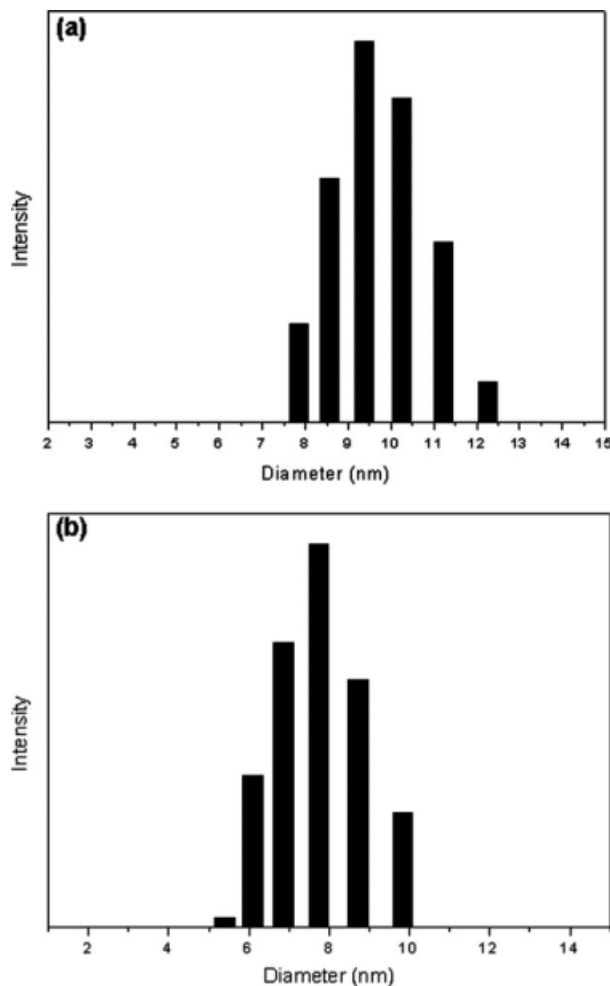 (a)
Intensity
2 3 4 5 6 7 8 9 10 11 12 13 14 15
Diameter (nm)
(b)
Intensity
2 4 6 8 10 12 14
Diameter (nm)